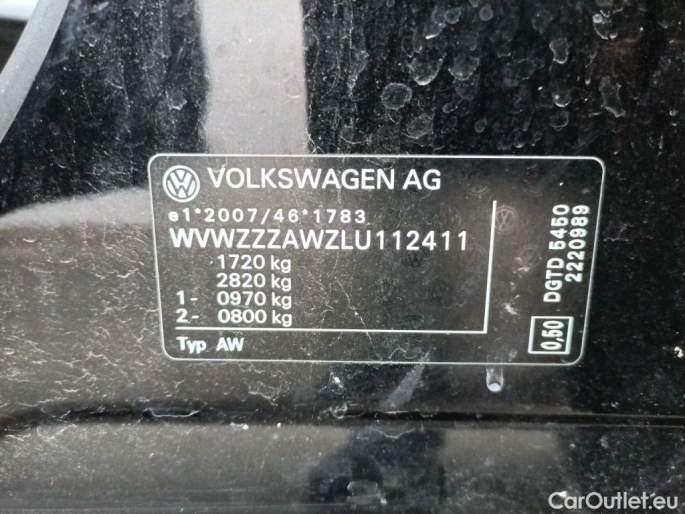 VOLKSWAGEN AG
e1*2007/46*1783
WVWZZZAWZLU112411
1720 kg
2820 kg
1- 0970 kg
2- 0800 kg
Typ AW
DGTD 5450
2220989
0,50
CarOutlet.eu